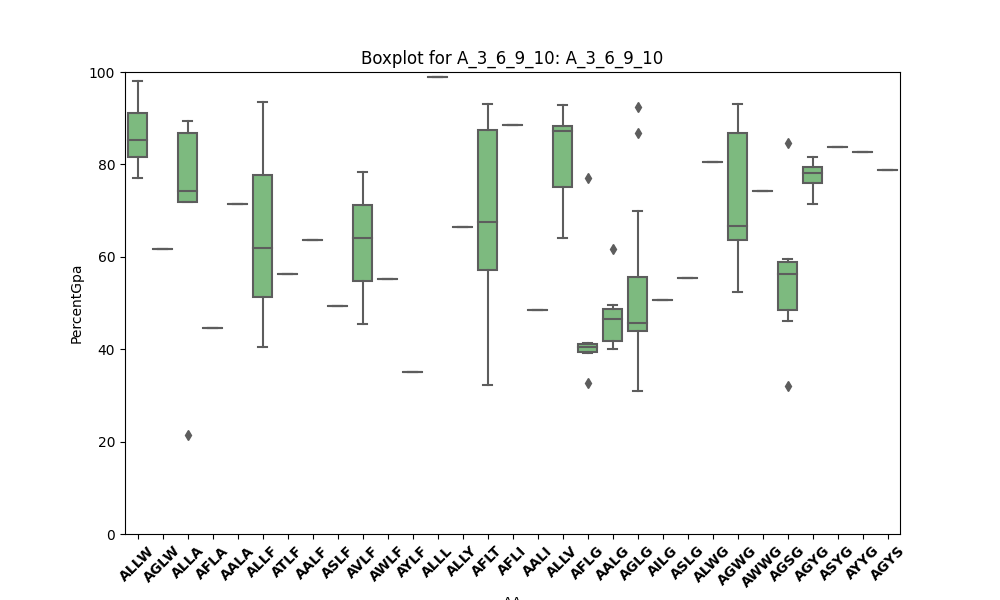 Boxplot for A_3_6_9_10: A_3_6_9_10
100
80
60
40
20
0
PercentGpa
ALLW AGLW ALLA AFLA AALA ALLF ATLF AALF ASLF AVLF AWLF AYLF ALLL ALLY AFLT AFLI AALI ALLV AFLG AALG AGLG AILG ASLG ALWG AGWG AWWG AGSG AGYG ASYG AYYG AGYS
AA